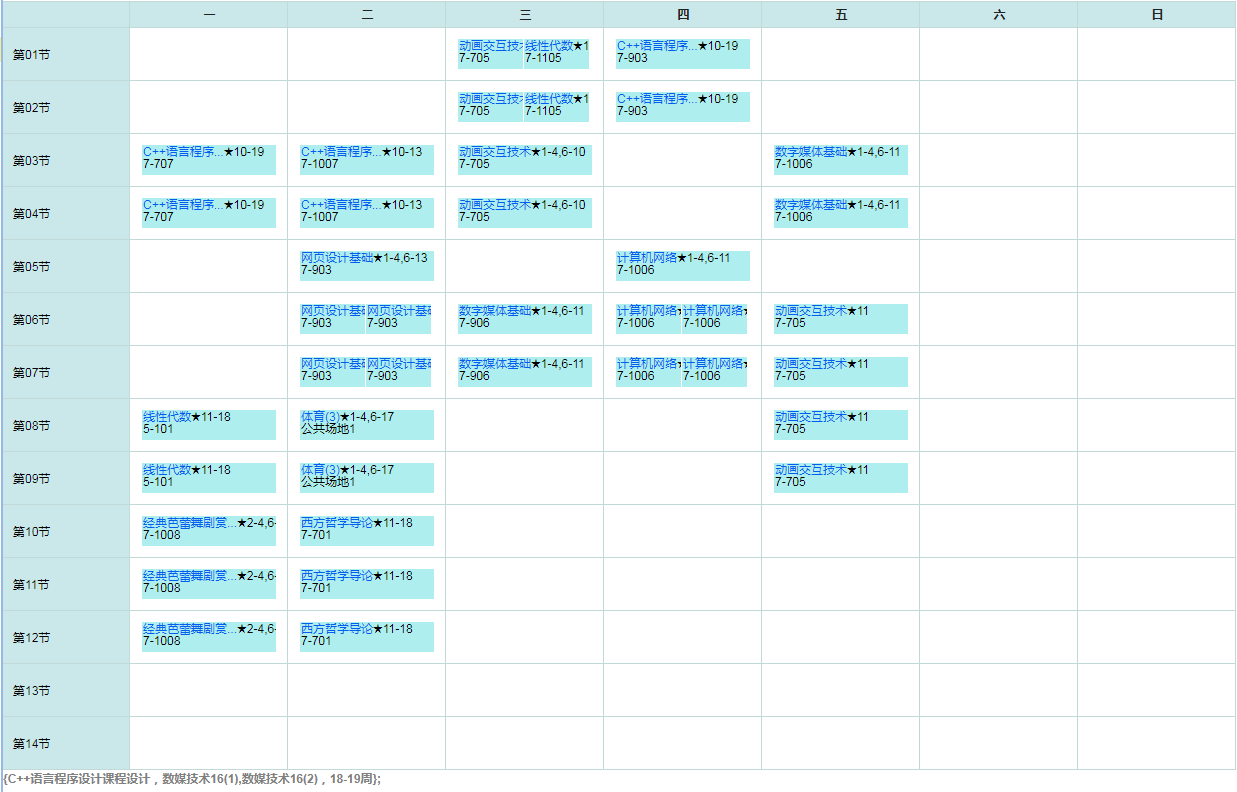 一 二 三 四 五 六 日
第01节 动画交互技 线性代数★1 C++语言程序...★10-19
7-705 7-1105 7-903
第02节 动画交互技 线性代数★1 C++语言程序...★10-19
7-705 7-1105 7-903
第03节 C++语言程序...★10-19 C++语言程序...★10-13 动画交互技术★1-4,6-10 数字媒体基础★1-4,6-11
7-707 7-1007 7-705 7-1006
第04节 C++语言程序...★10-19 C++语言程序...★10-13 动画交互技术★1-4,6-10 数字媒体基础★1-4,6-11
7-707 7-1007 7-705 7-1006
第05节 网页设计基础★1-4,6-13 计算机网络★1-4,6-11
7-903 7-1006
第06节 网页设计基 网页设计基 数字媒体基础★1-4,6-11 计算机网络★ 计算机网络★ 动画交互技术★11
7-903 7-903 7-906 7-1006 7-1006 7-705
第07节 网页设计基 网页设计基 数字媒体基础★1-4,6-11 计算机网络★ 计算机网络★ 动画交互技术★11
7-903 7-903 7-906 7-1006 7-1006 7-705
第08节 线性代数★11-18 体育(3)★1-4,6-17 动画交互技术★11
5-101 公共场地1 7-705
第09节 线性代数★11-18 体育(3)★1-4,6-17 动画交互技术★11
5-101 公共场地1 7-705
第10节 经典芭蕾舞剧赏...★2-4,6- 西方哲学导论★11-18
7-1008 7-701
第11节 经典芭蕾舞剧赏...★2-4,6- 西方哲学导论★11-18
7-1008 7-701
第12节 经典芭蕾舞剧赏...★2-4,6- 西方哲学导论★11-18
7-1008 7-701
第13节
第14节
{C++语言程序设计课程设计，数媒技术16(1),数媒技术16(2)，18-19周};